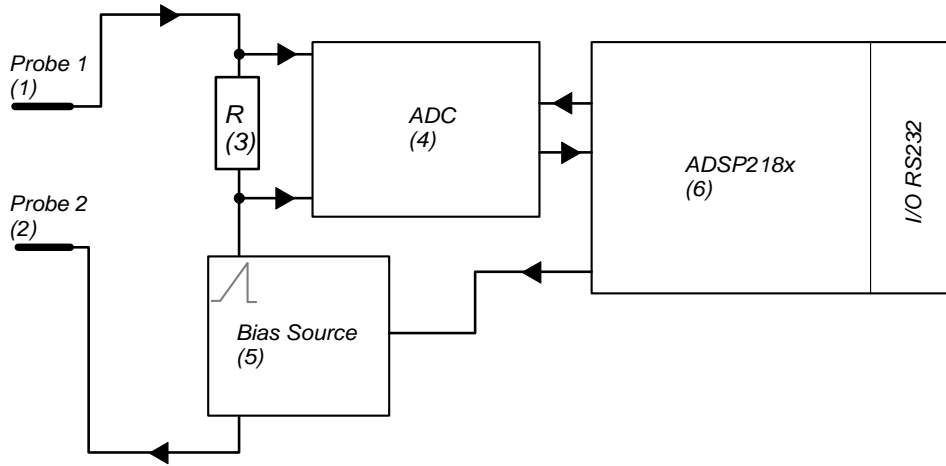 Probe 1
(1)
R
(3)
ADC
(4)
ADSP218x
(6)
I/O RS232
Probe 2
(2)
Bias Source
(5)